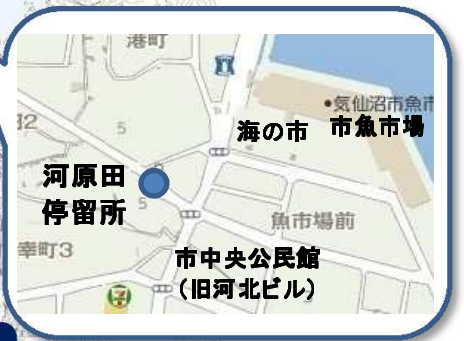 港町
•気仙沼市魚市
海の市
市魚市場
5
河原田
停留所
5
魚市場前
幸町3
市中央公民館
(旧河北ビル)